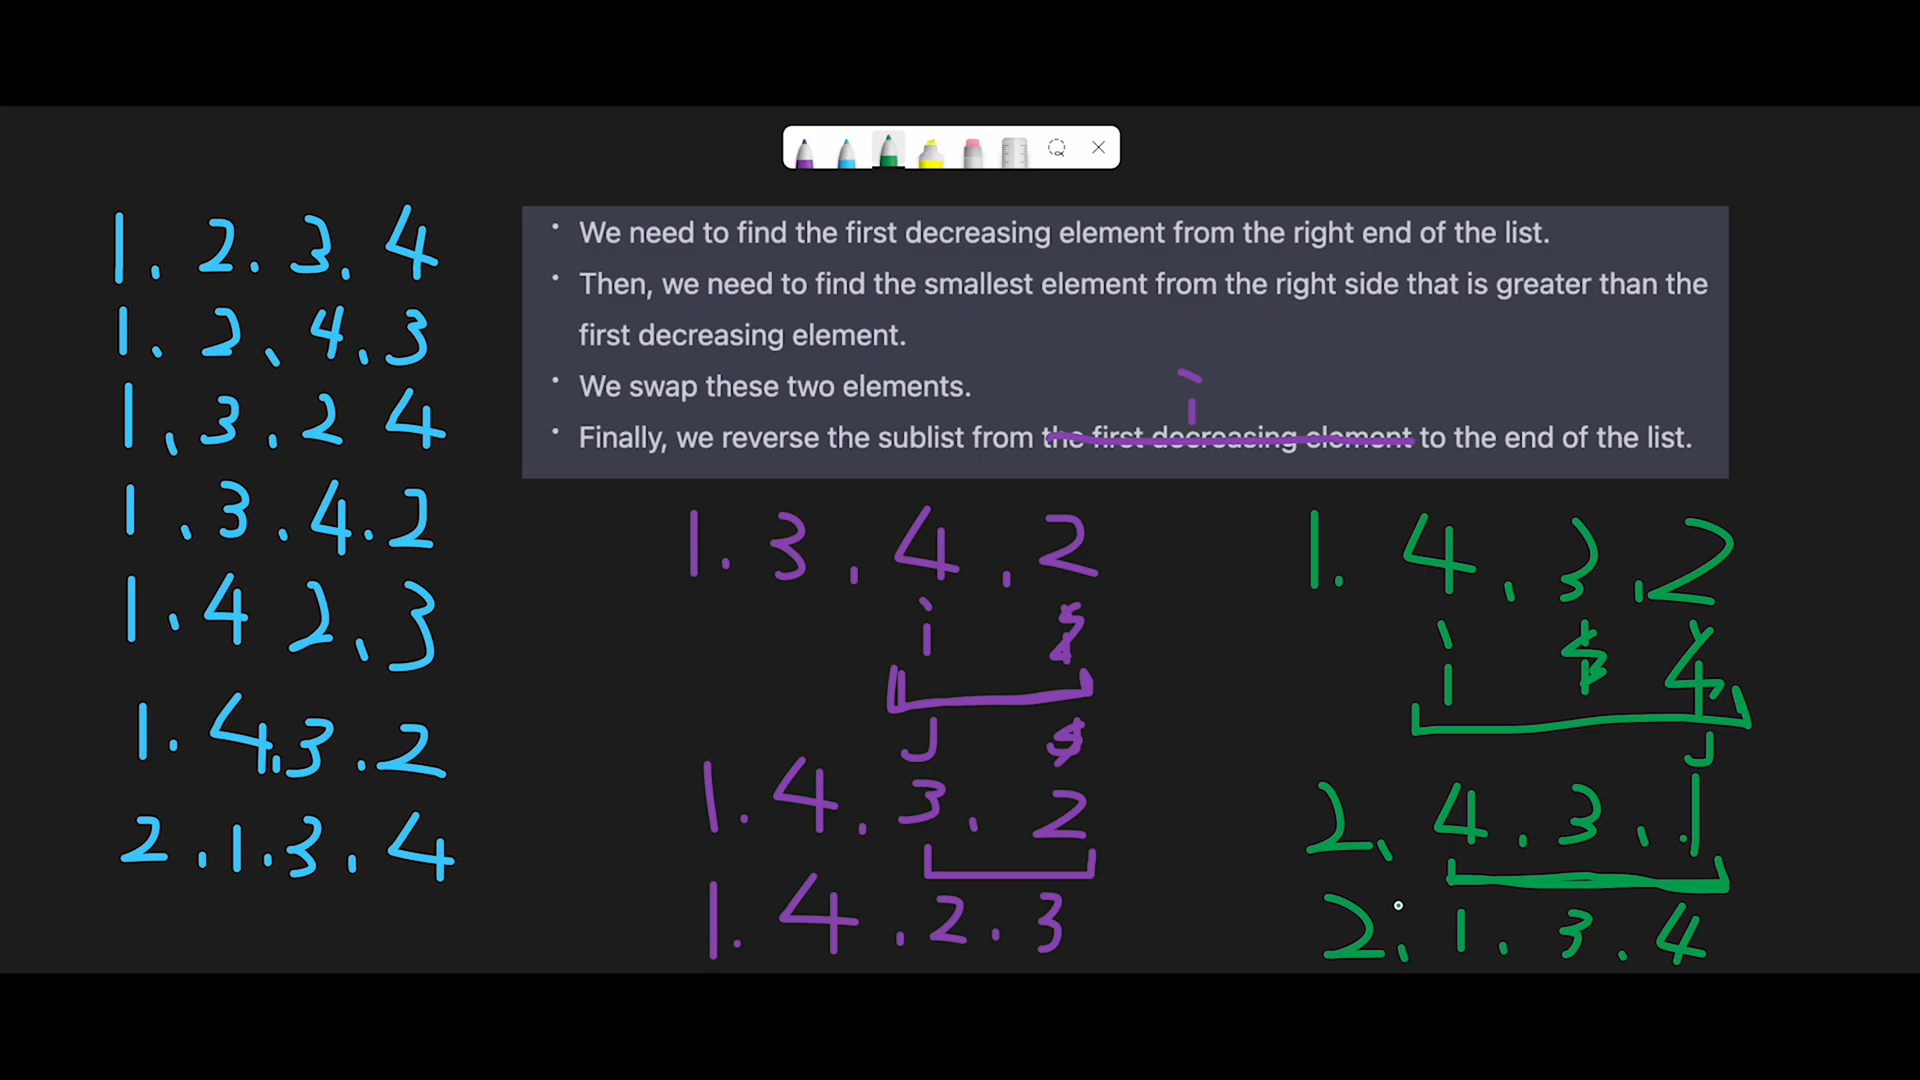 1. 2. 3. 4
1. 2, 4. 3
1, 3. 2 4
1. 3. 4. 2
1. 4 2, 3
1. 4. 3. 2
2. 1. 3. 4
• We need to find the first decreasing element from the right end of the list.
• Then, we need to find the smallest element from the right side that is greater than the
first decreasing element.
• We swap these two elements.
i
• Finally, we reverse the sublist from the first decreasing element to the end of the list.
1. 3. 4. 2
i
J
1. 4. 3. 2
1. 4. 2. 3
1. 4. 3. 2
i
J
2, 4. 3. 1
2. 1. 3. 4